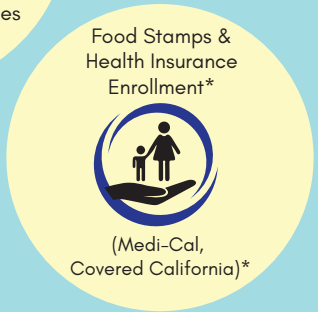 es
Food Stamps &
Health Insurance
Enrollment*
(Medi-Cal,
Covered California)*